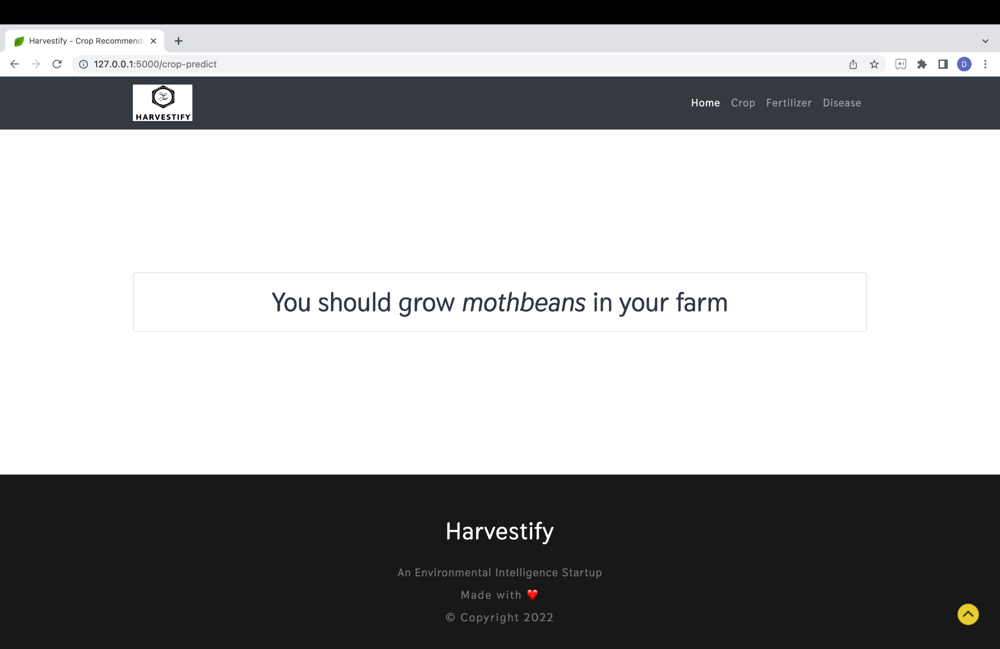 Harvestify - Crop Recommenda
127.0.0.1:5000/crop-predict
D
HARVESTIFY
Home Crop Fertilizer Disease
You should grow mothbeans in your farm
Harvestify
An Environmental Intelligence Startup
Made with ❤️
© Copyright 2022